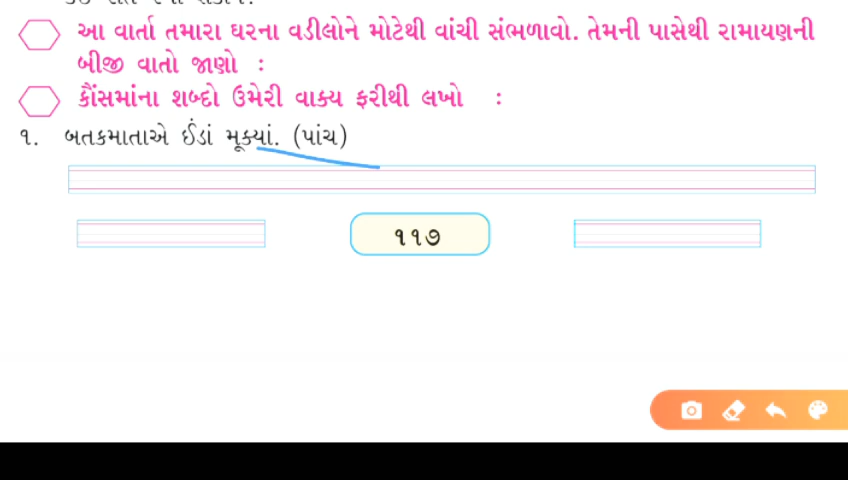 આ વાર્તા તમારા ઘરના વડીલોને મોટેથી વાંચી સંભળાવો. તેમની પાસેથી રામાયણની
બીજી વાતો જાણો :
કૌંસમાંના શબ્દો ઉમેરી વાક્ય ફરીથી લખો :
૧. બતકમાતાએ ઈંડાં મૂક્યાં. (પાંચ)
૧૧૭